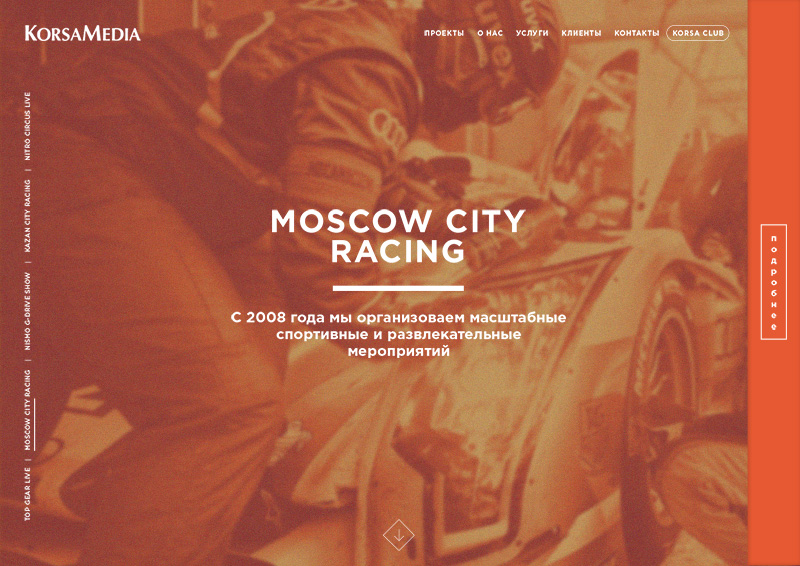 KORSAMEDIA
ПРОЕКТЫ О НАС УСЛУГИ КЛИЕНТЫ КОНТАКТЫ KORSA CLUB
TOP GEAR LIVE | MOSCOW CITY RACING | NISMO G-DRIVE SHOW | KAZAN CITY RACING | NITRO CIRCUS LIVE
MOSCOW CITY
RACING
С 2008 года мы организоваем масштабные
спортивные и развлекательные
мероприятий
подробнее